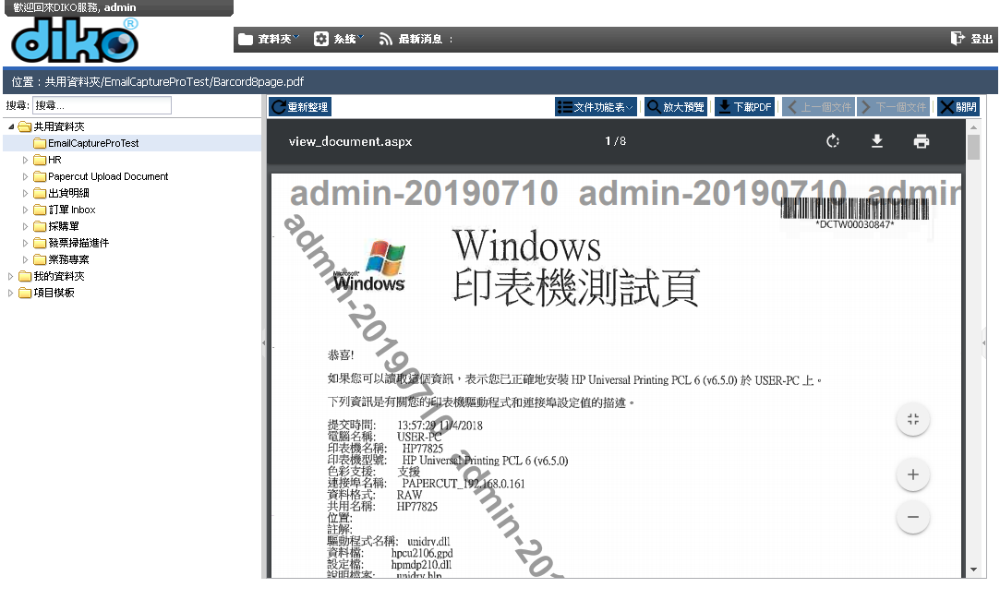 歡迎回來DIKO服務, admin
diko®
資料夾 系統 最新消息 : 登出
位置：共用資料夾/EmailCaptureProTest/Barcord8page.pdf
搜尋: 搜尋...
重新整理 文件功能表 放大預覽 下載PDF 上一個文件 下一個文件 關閉
共用資料夾
EmailCaptureProTest
HR
Papercut Upload Document
出貨明細
訂單 Inbox
採購單
發票掃描進件
業務專案
我的資料夾
項目模板
view_document.aspx 1 / 8
admin-20190710 admin-20190710 admin
*DCTW00030847*
admin-20190710 admin-20190710
Microsoft®
Windows
Windows
印表機測試頁
恭喜!
如果您可以讀取這個資訊，表示您已正確地安裝 HP Universal Printing PCL 6 (v6.5.0) 於 USER-PC 上。
下列資訊是有關您的印表機驅動程式和連接埠設定值的描述。
提交時間: 13:57:29 11/4/2018
電腦名稱: USER-PC
印表機名稱: HP77825
印表機型號: HP Universal Printing PCL 6 (v6.5.0)
色彩支援: 支援
連接埠名稱: PAPERCUT_192.168.0.161
資料格式: RAW
共用名稱: HP77825
位置:
註解:
驅動程式名稱: unidrv.dll
資料檔: hpcu2106.gpd
設定檔: hpmdp210.dll
說明檔案: unidrv.hlp